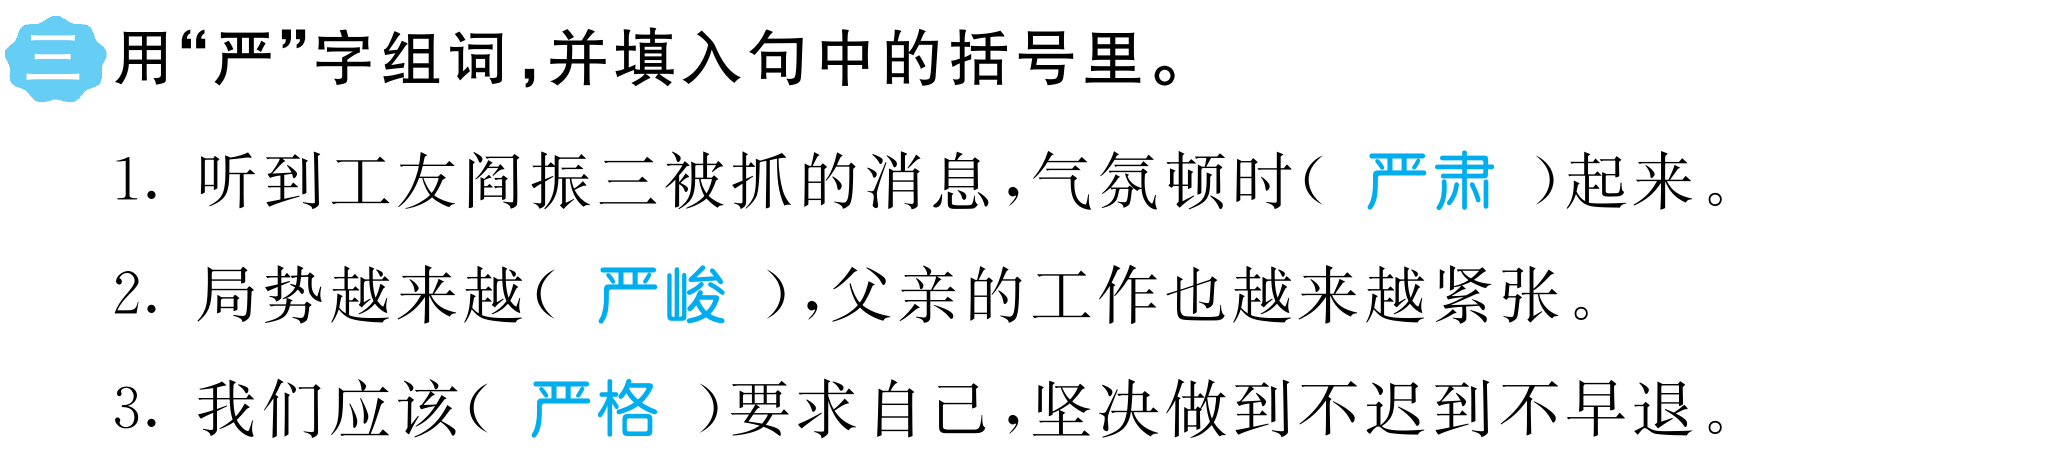 三 用“严”字组词,并填入句中的括号里。
1. 听到工友阎振三被抓的消息,气氛顿时( 严肃 )起来。
2. 局势越来越( 严峻 ),父亲的工作也越来越紧张。
3. 我们应该( 严格 )要求自己,坚决做到不迟到不早退。